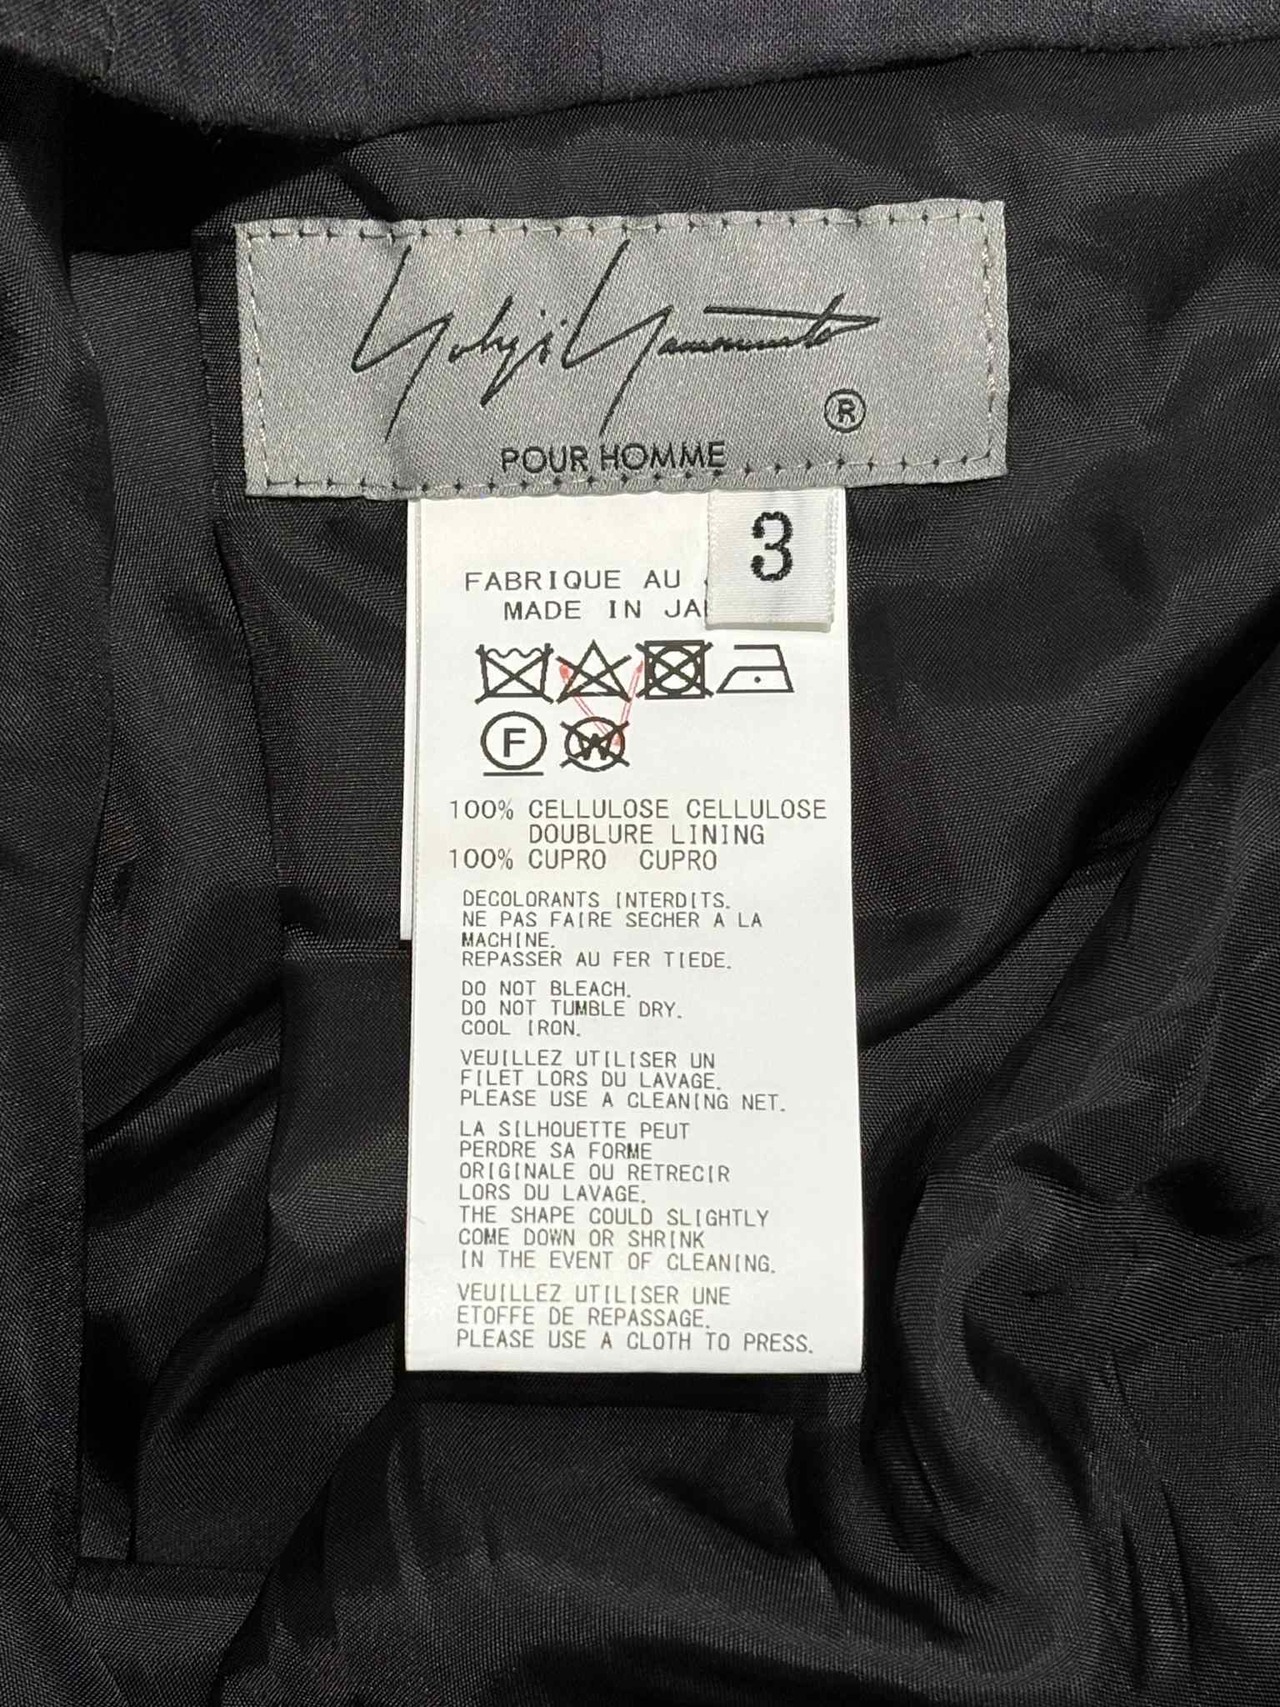 Yohji Yamamoto
®
POUR HOMME
3
FABRIQUE AU
MADE IN
F
W
100% CELLULOSE CELLULOSE
DOUBLURE LINING
100% CUPRO CUPRO
DECOLORANTS INTERDITS.
NE PAS FAIRE SECHER A LA
MACHINE.
REPASSER AU FER TIEDE.
DO NOT BLEACH.
DO NOT TUMBLE DRY.
COOL IRON.
VEUILLEZ UTILISER UN
FILET LORS DU LAVAGE.
PLEASE USE A CLEANING NET.
LA SILHOUETTE PEUT
PERDRE SA FORME
ORIGINALE OU RETRECIR
LORS DU LAVAGE.
THE SHAPE COULD SLIGHTLY
COME DOWN OR SHRINK
IN THE EVENT OF CLEANING.
VEUILLEZ UTILISER UNE
ETOFFE DE REPASSAGE.
PLEASE USE A CLOTH TO PRESS.